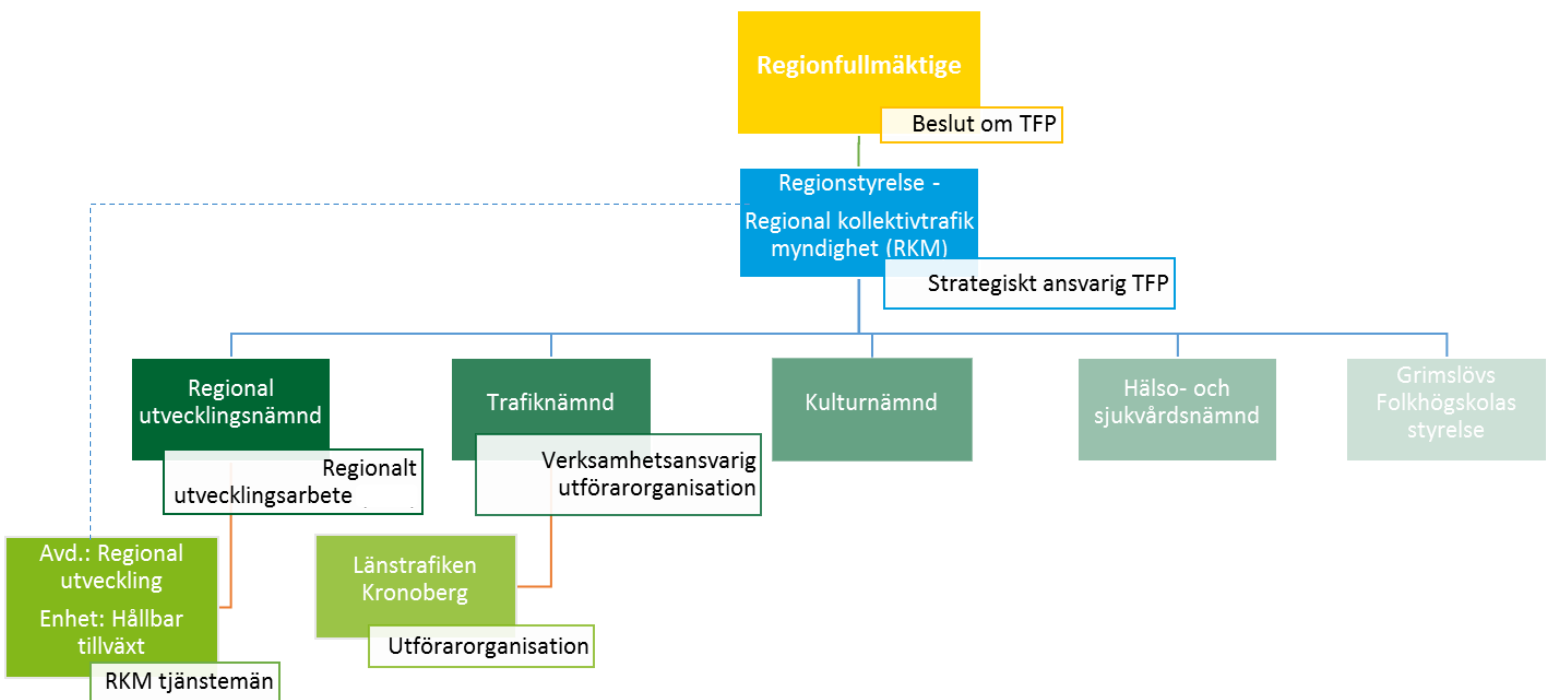 Regionfullmäktige
Beslut om TFP
Regionstyrelse -
Regional kollektivtrafik
myndighet (RKM)
Strategiskt ansvarig TFP
Regional
utvecklingsnämnd
Regionalt
utvecklingsarbete
Trafiknämnd
Verksamhetsansvarig
utförarorganisation
Kulturnämnd
Hälso- och
sjukvårdsnämnd
Grimslövs
Folkhögskolas
styrelse
Avd.: Regional
utveckling
Enhet: Hållbar
tillväxt
RKM tjänstemän
Länstrafiken
Kronoberg
Utförarorganisation